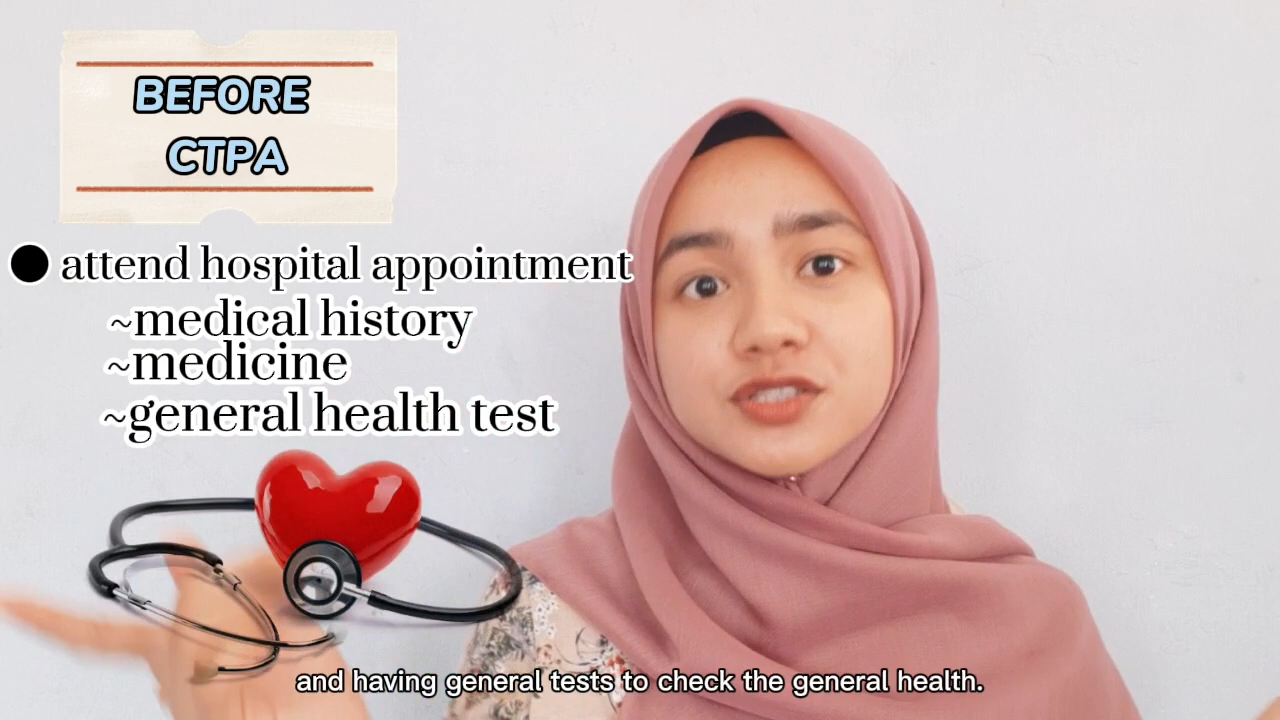 BEFORE
CTPA
● attend hospital appointment
~medical history
~medicine
~general health test
and having general tests to check the general health.